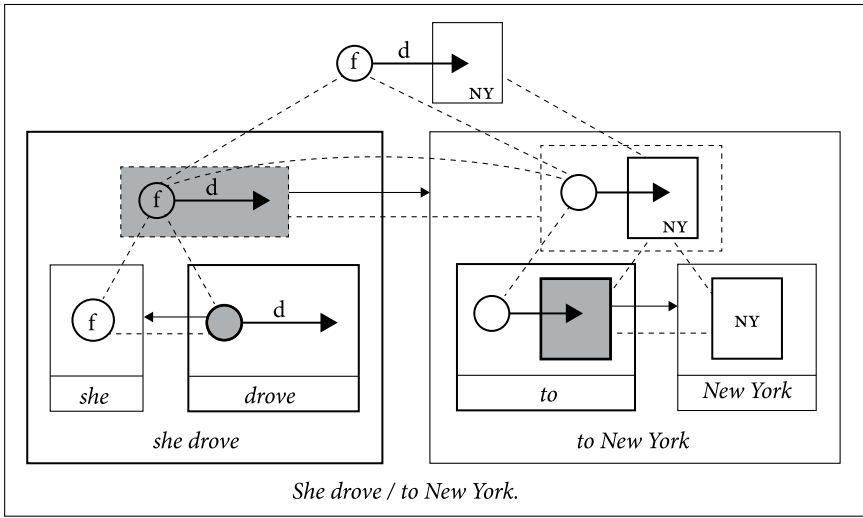 f d NY
f d
NY
f d
NY
she drove to New York
she drove to New York
She drove / to New York.